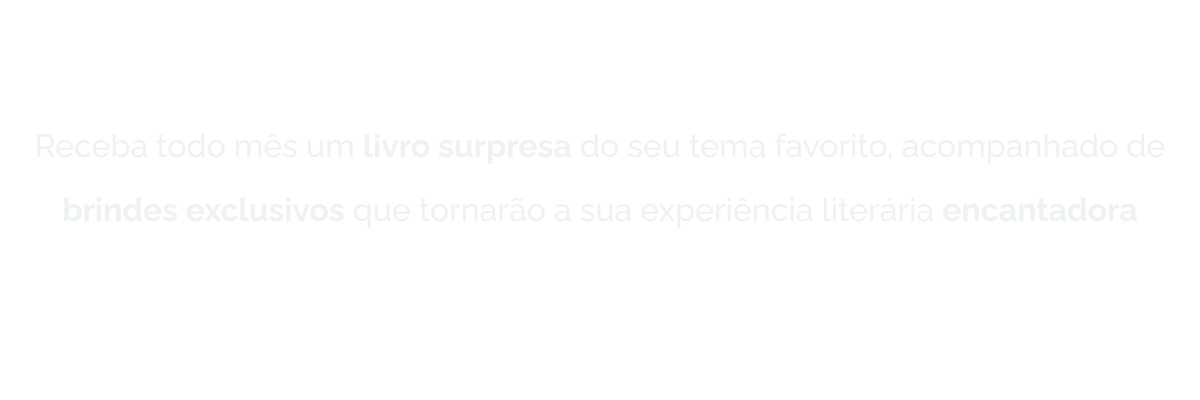 Receba todo mês um livro surpresa do seu tema favorito, acompanhado de
brindes exclusivos que tornarão a sua experiência literária encantadora